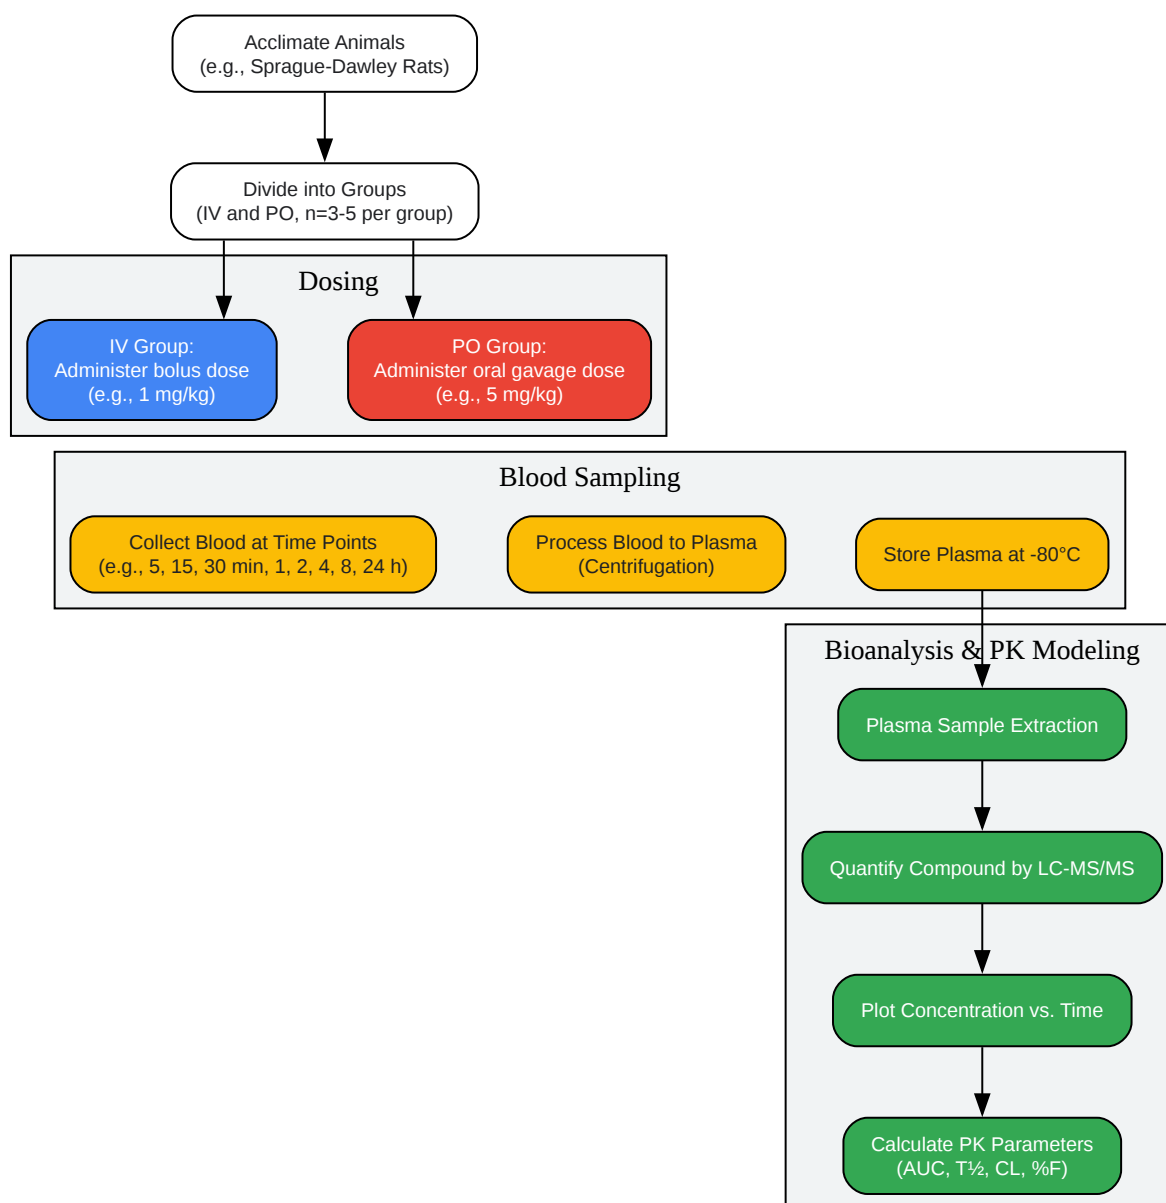 Acclimate Animals
(e.g., Sprague-Dawley Rats)
Divide into Groups
(IV and PO, n=3-5 per group)
Dosing
IV Group:
Administer bolus dose
(e.g., 1 mg/kg)
PO Group:
Administer oral gavage dose
(e.g., 5 mg/kg)
Blood Sampling
Collect Blood at Time Points
(e.g., 5, 15, 30 min, 1, 2, 4, 8, 24 h)
Process Blood to Plasma
(Centrifugation)
Store Plasma at -80°C
Bioanalysis & PK Modeling
Plasma Sample Extraction
Quantify Compound by LC-MS/MS
Plot Concentration vs. Time
Calculate PK Parameters
(AUC, T½, CL, %F)